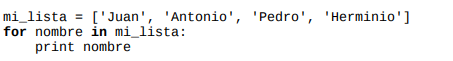 mi_lista = ['Juan', 'Antonio', 'Pedro', 'Herminio']
for nombre in mi_lista:
    print nombre